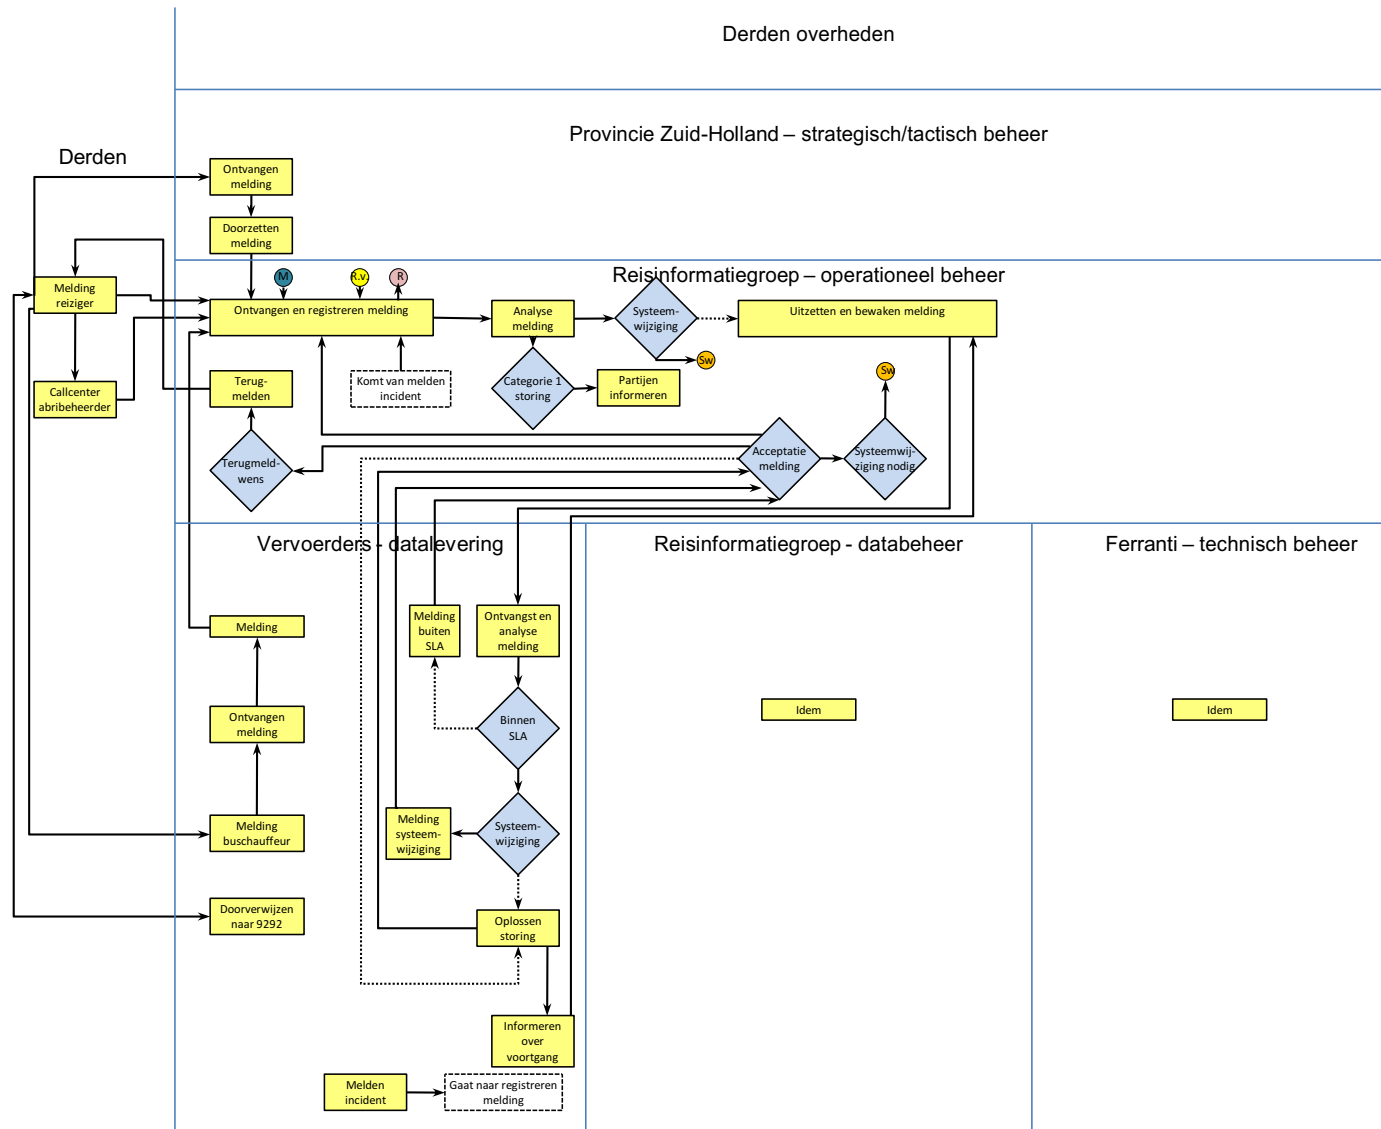 Derden overheden
Provincie Zuid-Holland – strategisch/tactisch beheer
Derden
Ontvangen
melding
Doorzetten
melding
Reisinformatiegroep – operationeel beheer
M
R.v.
R
Melding
reiziger
Ontvangen en registreren melding
Analyse
melding
Systeem-
wijziging
Uitzetten en bewaken melding
Sw
Callcenter
abribeheerder
Terug-
melden
Komt van melden
incident
Categorie 1
storing
Partijen
informeren
Sw
Terugmeld-
wens
Acceptatie
melding
Systeemwij-
ziging nodig
Vervoerders - datalevering
Reisinformatiegroep - databeheer
Ferranti – technisch beheer
Melding
Melding
buiten
SLA
Ontvangst en
analyse
melding
Ontvangen
melding
Binnen
SLA
Idem
Idem
Melding
buschauffeur
Melding
systeem-
wijziging
Systeem-
wijziging
Doorverwijzen
naar 9292
Oplossen
storing
Informeren
over
voortgang
Melden
incident
Gaat naar registreren
melding